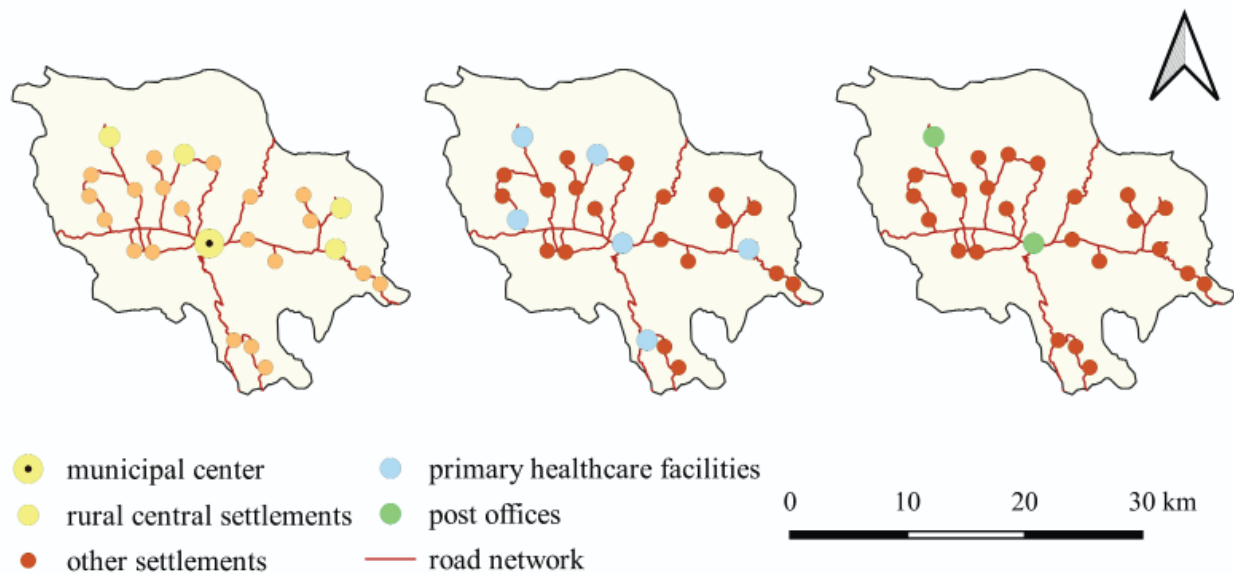 municipal center
rural central settlements
other settlements
primary healthcare facilities
post offices
road network
0 10 20 30 km